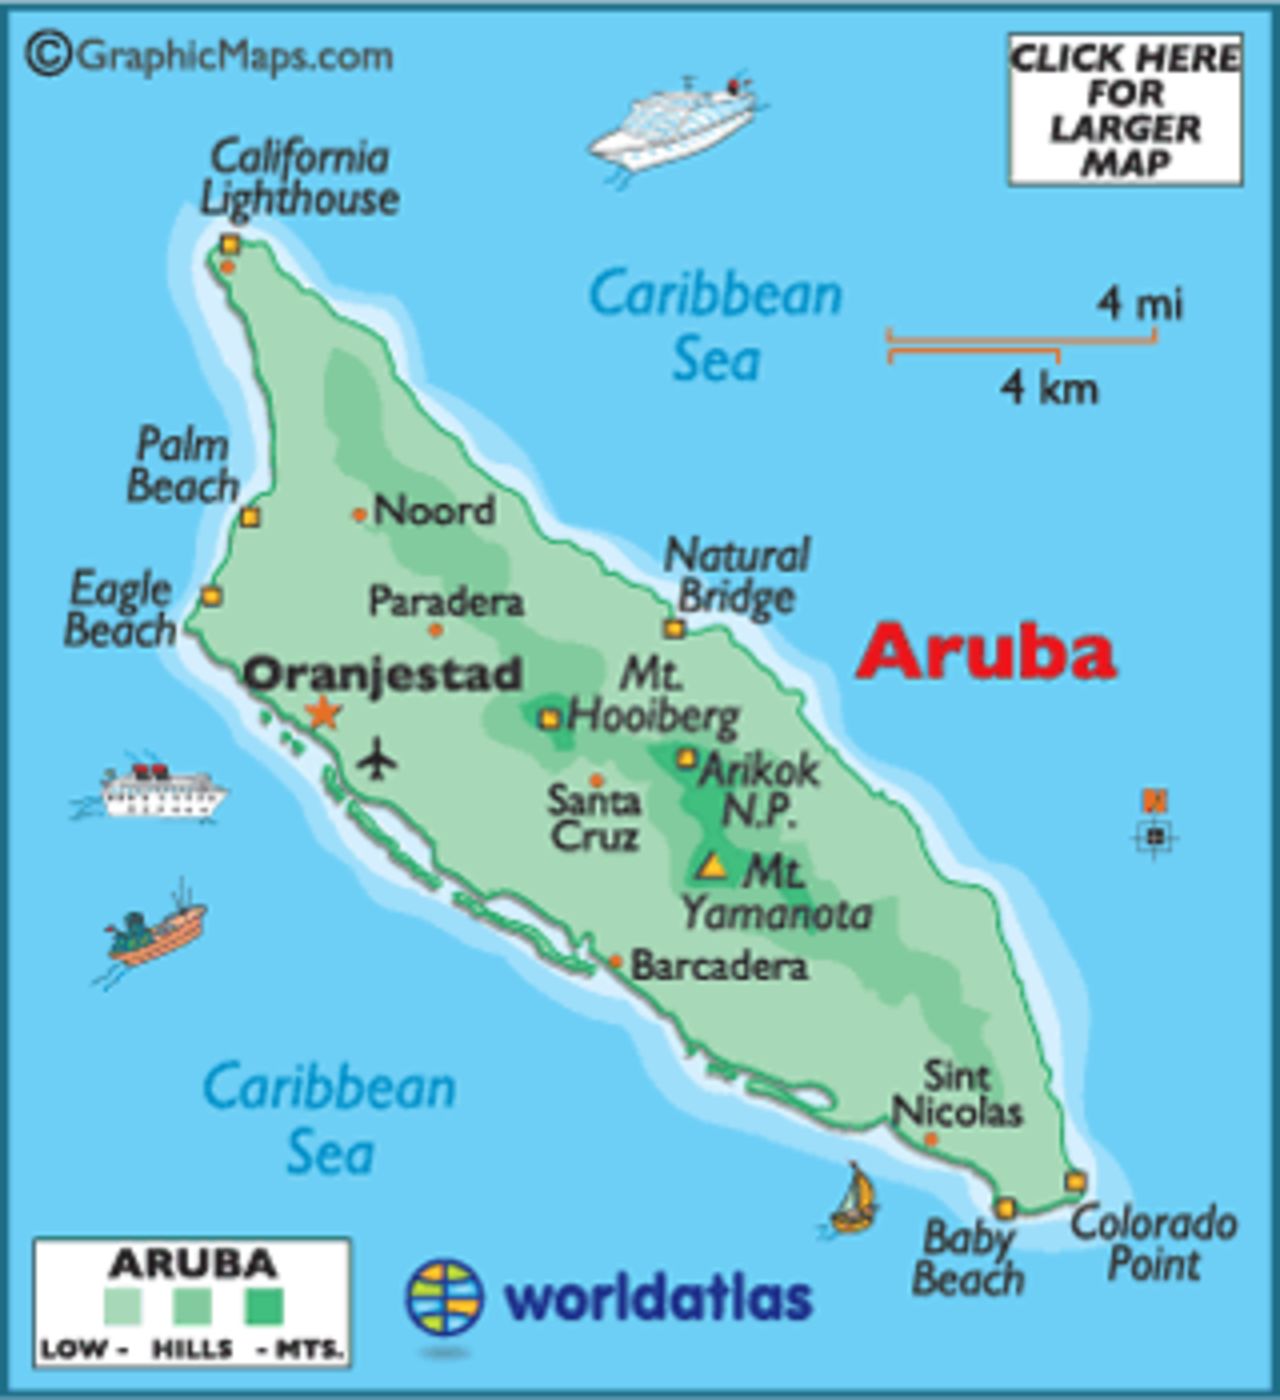 ©GraphicMaps.com
CLICK HERE
FOR
LARGER
MAP
California
Lighthouse
Caribbean
Sea
4 mi
4 km
Palm
Beach
Noord
Natural
Bridge
Eagle
Beach
Paradera
Aruba
Oranjestad
Mt.
Hooiberg
Arikok
N.P.
Santa
Cruz
Mt.
Yamanota
N
Barcadera
Caribbean
Sea
Sint
Nicolas
Baby
Beach
Colorado
Point
ARUBA
LOW - HILLS - MTS.
worldatlas